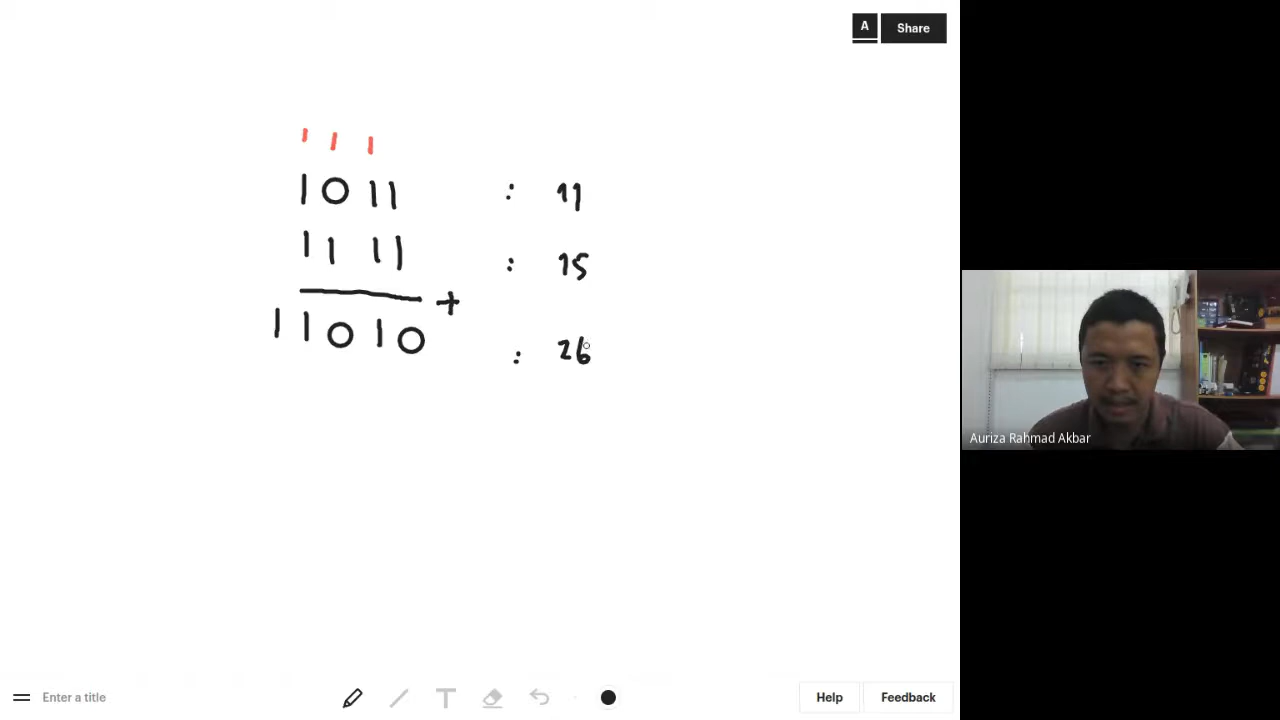 A Share
1 1 1
1011 : 11
1111 : 15
+
11010 : 26
Auriza Rahmad Akbar
Enter a title T Help Feedback